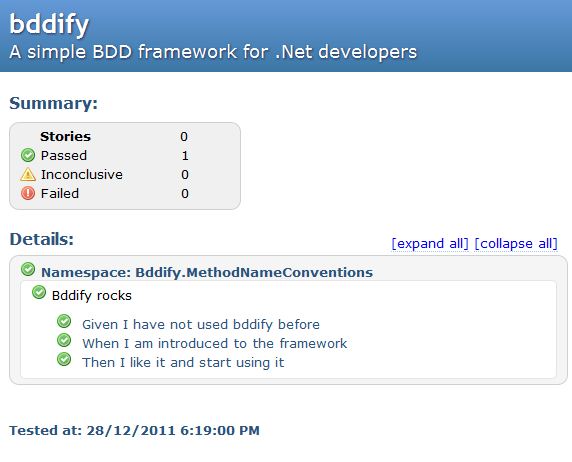 bddify
A simple BDD framework for .Net developers
Summary:
Stories 0
Passed 1
Inconclusive 0
Failed 0
Details:
[expand all] [collapse all]
Namespace: Bddify.MethodNameConventions
Bddify rocks
Given I have not used bddify before
When I am introduced to the framework
Then I like it and start using it
Tested at: 28/12/2011 6:19:00 PM